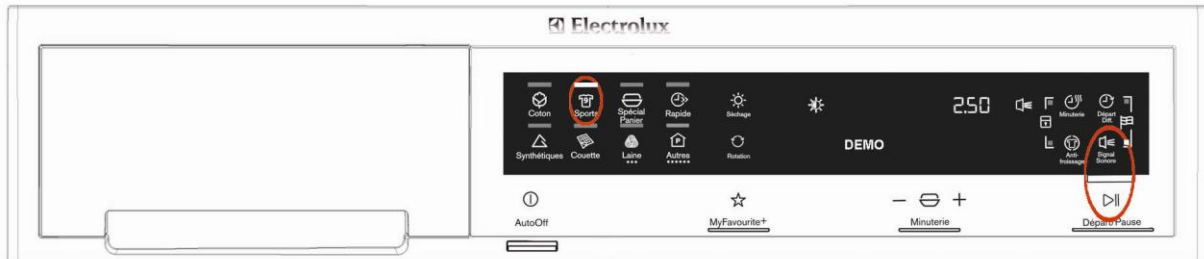 Electrolux
Coton
Sports
Spécial
Panier
Rapide
Séchage
2.50
Minuterie
Départ
Diff.
Synthétiques
Couette
Laine
Autres
Rotation
DEMO
Anti-
froissage
Signal
Sonore
AutoOff
MyFavourite+
Minuterie
Départ/Pause